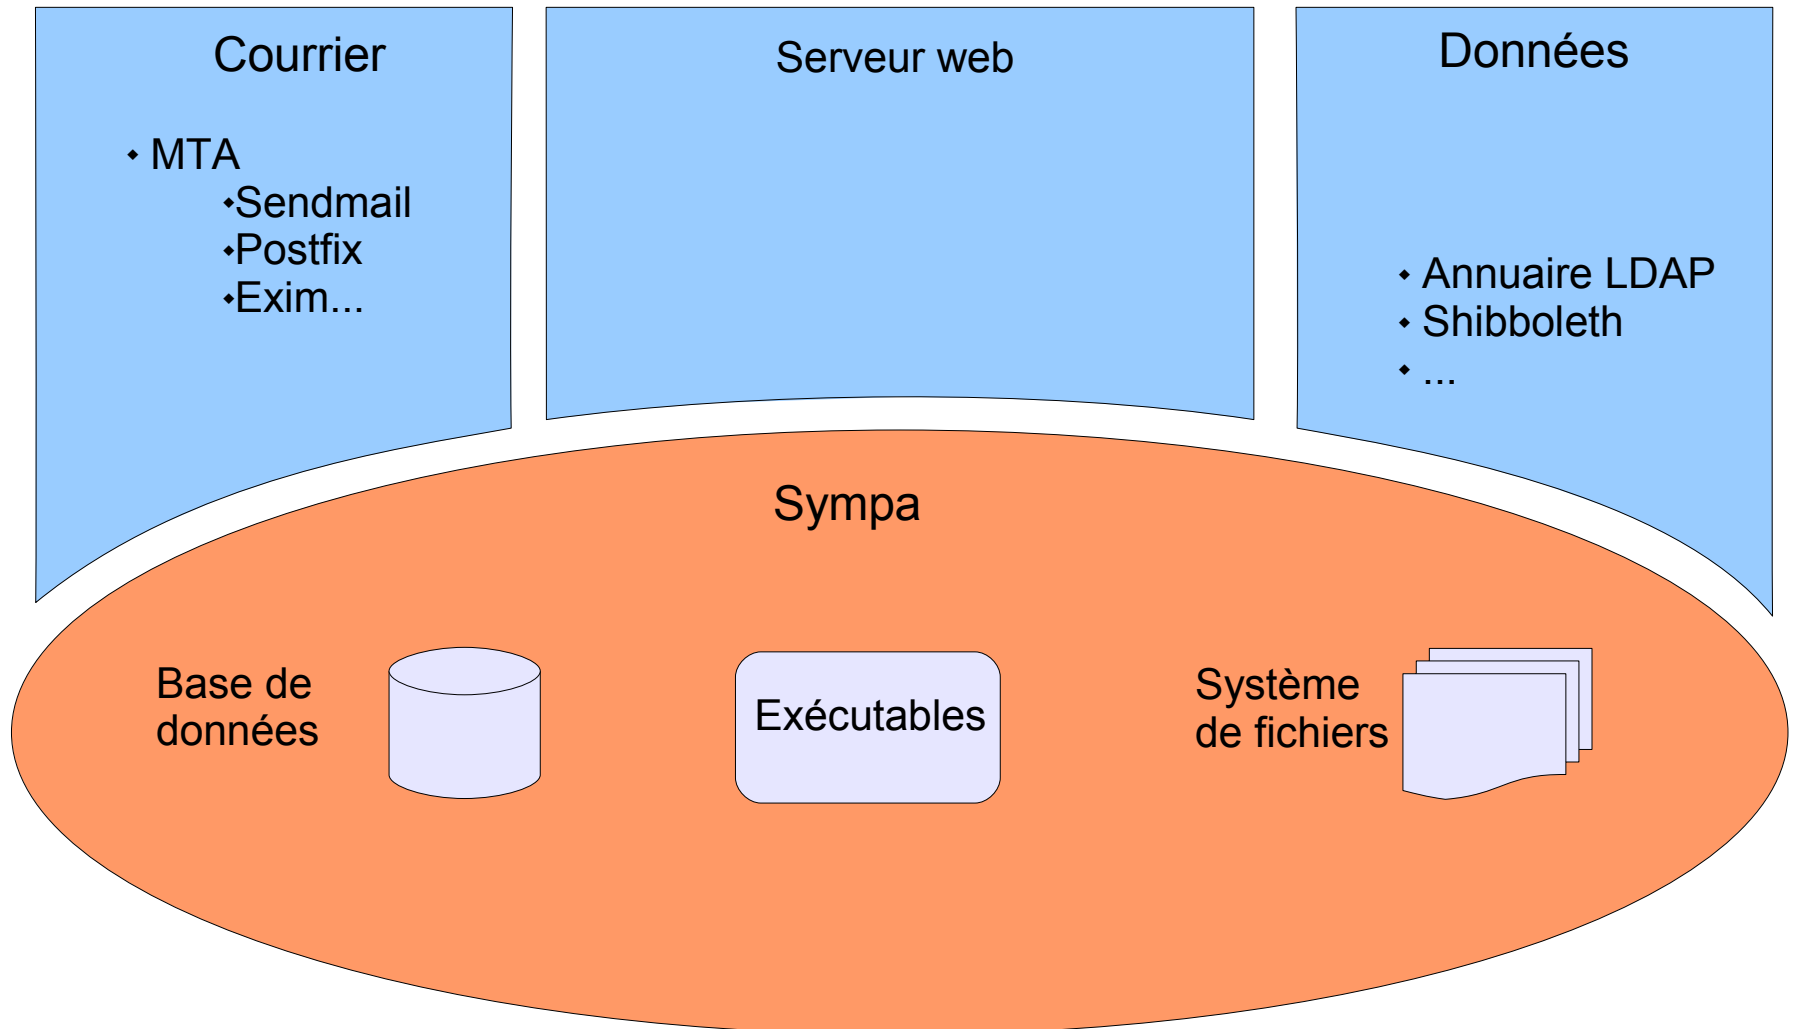 Courrier
• MTA
•Sendmail
•Postfix
•Exim...
Serveur web
Données
• Annuaire LDAP
• Shibboleth
• ...
Sympa
Base de
données
Exécutables
Système
de fichiers